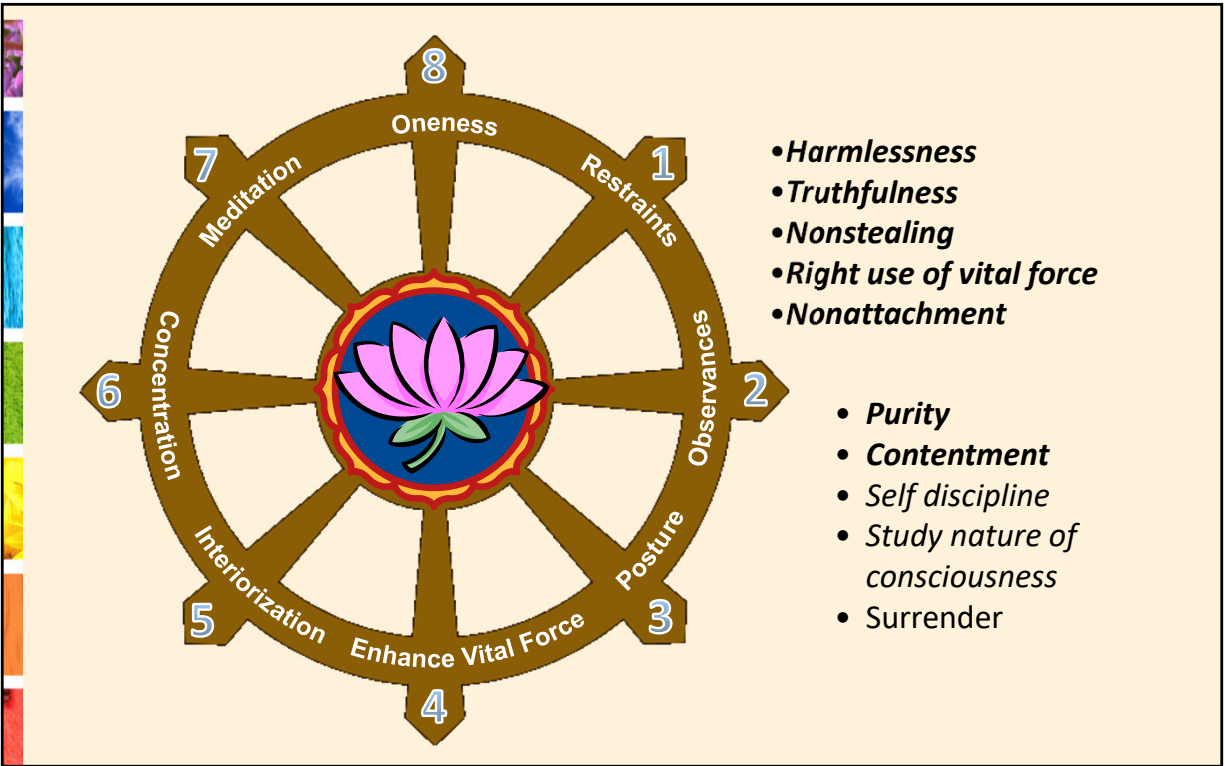 8
Oneness
1
Restraints
2
Observances
3
Posture
4
Enhance Vital Force
5
Interiorization
6
Concentration
7
Meditation
•Harmlessness
•Truthfulness
•Nonstealing
•Right use of vital force
•Nonattachment
• Purity
• Contentment
• Self discipline
• Study nature of
consciousness
• Surrender